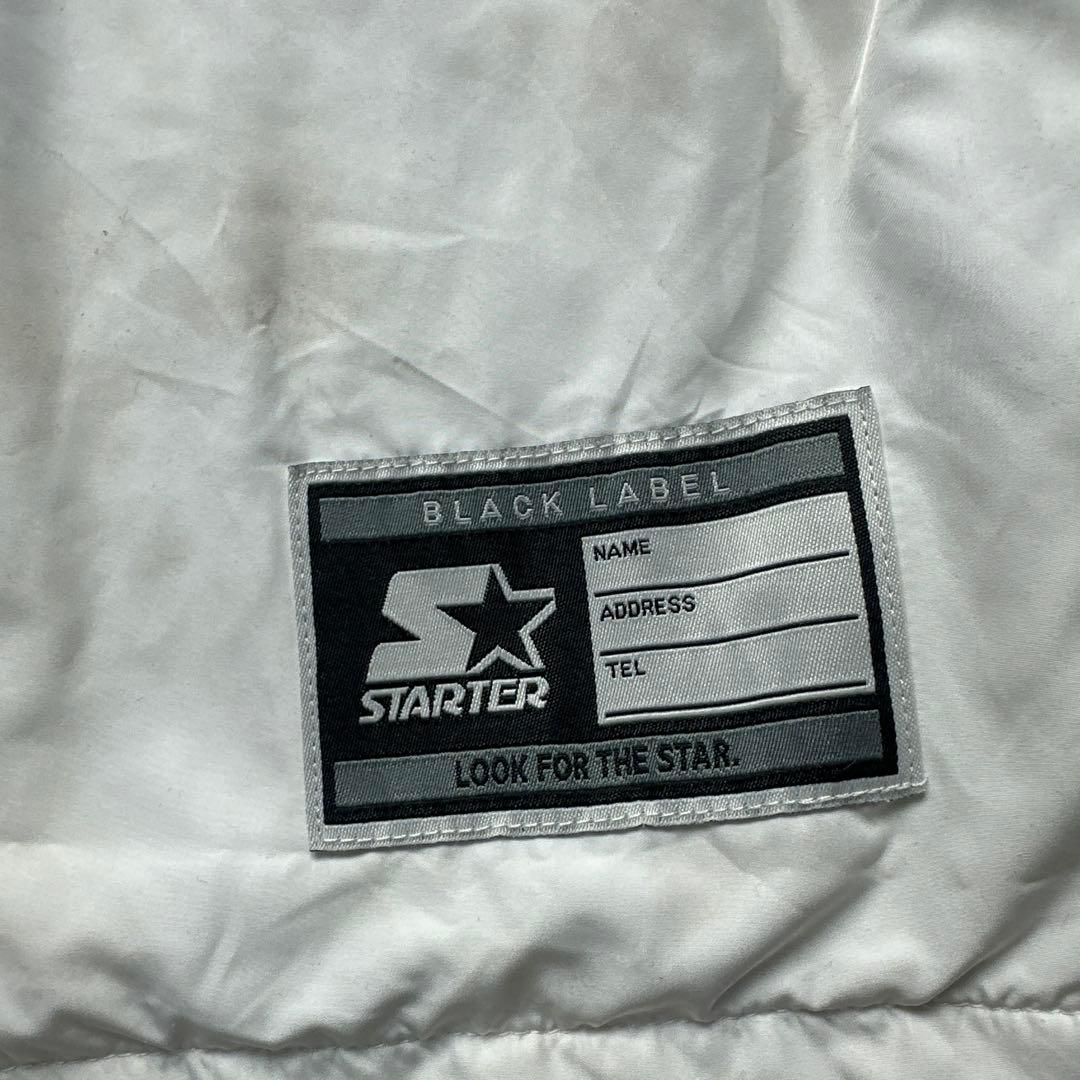 BLACK LABEL
STARTER
NAME
ADDRESS
TEL
LOOK FOR THE STAR.